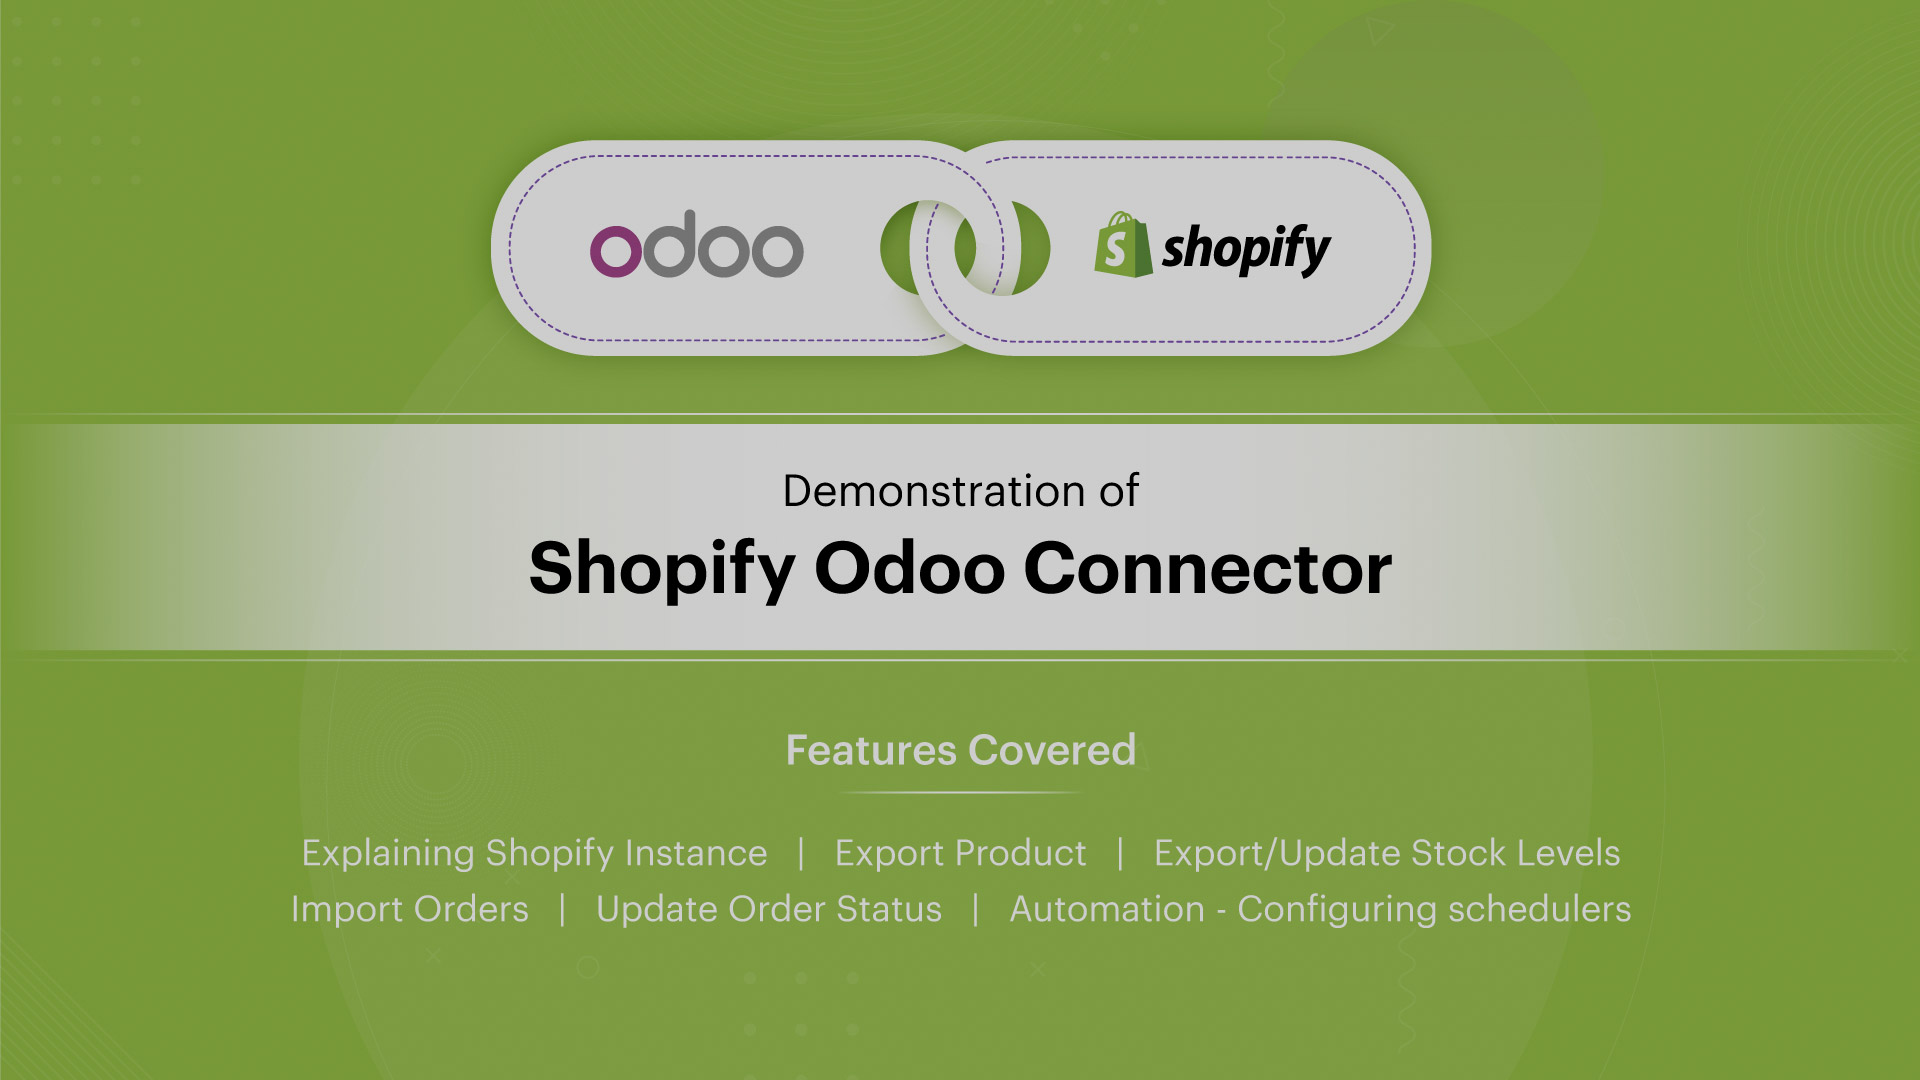 odoo
shopify
Demonstration of
Shopify Odoo Connector
Features Covered
Explaining Shopify Instance | Export Product | Export/Update Stock Levels
Import Orders | Update Order Status | Automation - Configuring schedulers